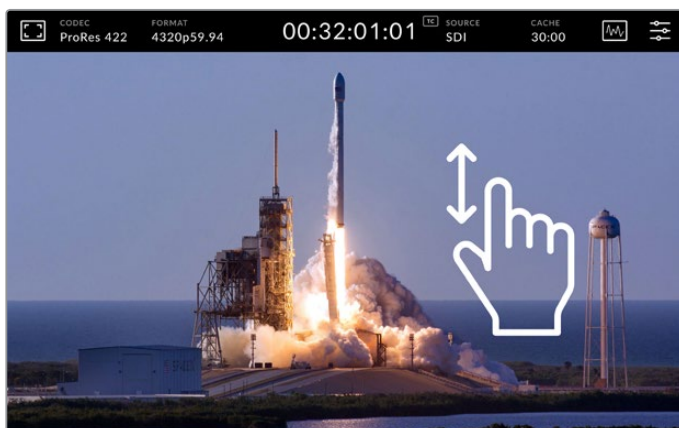 CODEC
ProRes 422
FORMAT
4320p59.94
00:32:01:01
TC
SOURCE
SDI
CACHE
30:00